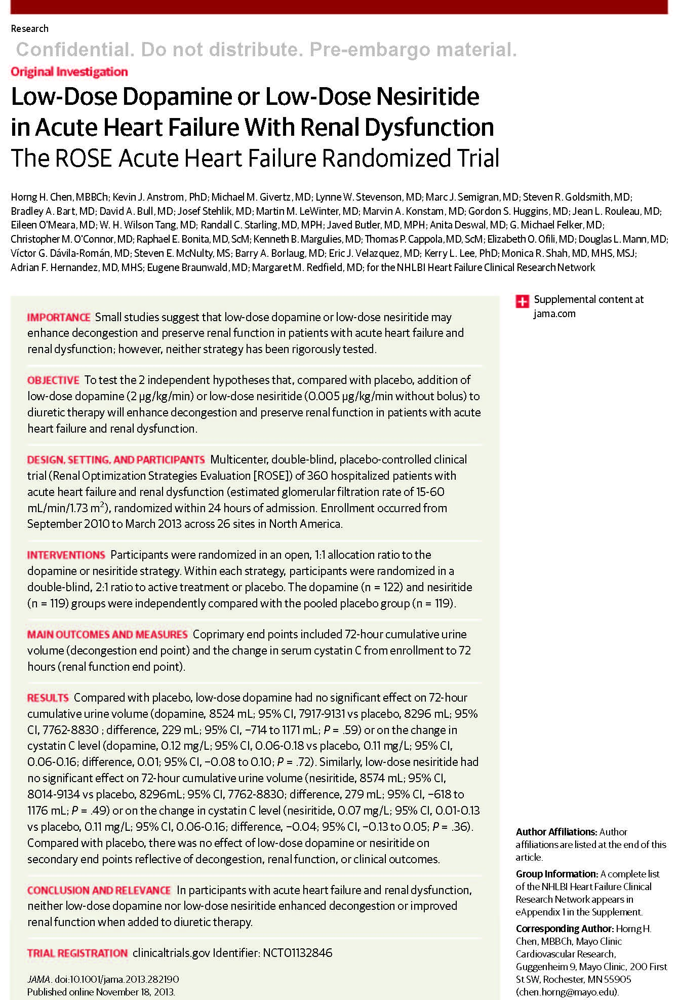 Research
Confidential. Do not distribute. Pre-embargo material.
Original Investigation
Low-Dose Dopamine or Low-Dose Nesiritide
in Acute Heart Failure With Renal Dysfunction
The ROSE Acute Heart Failure Randomized Trial
Horng H. Chen, MBBCh; Kevin J. Anstrom, PhD; Michael M. Givertz, MD; Lynne W. Stevenson, MD; Marc J. Semigran, MD; Steven R. Goldsmith, MD;
Bradley A. Bart, MD; David A. Bull, MD; Josef Stehlik, MD; Martin M. LeWinter, MD; Marvin A. Konstam, MD; Gordon S. Huggins, MD; Jean L. Rouleau, MD;
Eileen O'Meara, MD; W. H. Wilson Tang, MD; Randall C. Starling, MD, MPH; Javed Butler, MD, MPH; Anita Deswal, MD; G. Michael Felker, MD;
Christopher M. O'Connor, MD; Raphael E. Bonita, MD, ScM; Kenneth B. Margulies, MD; Thomas P. Cappola, MD, ScM; Elizabeth O. Ofili, MD; Douglas L. Mann, MD;
Víctor G. Dávila-Román, MD; Steven E. McNulty, MS; Barry A. Borlaug, MD; Eric J. Velazquez, MD; Kerry L. Lee, PhD; Monica R. Shah, MD, MHS, MSJ;
Adrian F. Hernandez, MD, MHS; Eugene Braunwald, MD; Margaret M. Redfield, MD; for the NHLBI Heart Failure Clinical Research Network
IMPORTANCE Small studies suggest that low-dose dopamine or low-dose nesiritide may
enhance decongestion and preserve renal function in patients with acute heart failure and
renal dysfunction; however, neither strategy has been rigorously tested.
OBJECTIVE To test the 2 independent hypotheses that, compared with placebo, addition of
low-dose dopamine (2 μg/kg/min) or low-dose nesiritide (0.005 μg/kg/min without bolus) to
diuretic therapy will enhance decongestion and preserve renal function in patients with acute
heart failure and renal dysfunction.
DESIGN, SETTING, AND PARTICIPANTS Multicenter, double-blind, placebo-controlled clinical
trial (Renal Optimization Strategies Evaluation [ROSE]) of 360 hospitalized patients with
acute heart failure and renal dysfunction (estimated glomerular filtration rate of 15-60
mL/min/1.73 m²), randomized within 24 hours of admission. Enrollment occurred from
September 2010 to March 2013 across 26 sites in North America.
INTERVENTIONS Participants were randomized in an open, 1:1 allocation ratio to the
dopamine or nesiritide strategy. Within each strategy, participants were randomized in a
double-blind, 2:1 ratio to active treatment or placebo. The dopamine (n = 122) and nesiritide
(n = 119) groups were independently compared with the pooled placebo group (n = 119).
MAIN OUTCOMES AND MEASURES Coprimary end points included 72-hour cumulative urine
volume (decongestion end point) and the change in serum cystatin C from enrollment to 72
hours (renal function end point).
RESULTS Compared with placebo, low-dose dopamine had no significant effect on 72-hour
cumulative urine volume (dopamine, 8524 mL; 95% CI, 7917-9131 vs placebo, 8296 mL; 95%
CI, 7762-8830 ; difference, 229 mL; 95% CI, −714 to 1171 mL; P = .59) or on the change in
cystatin C level (dopamine, 0.12 mg/L; 95% CI, 0.06-0.18 vs placebo, 0.11 mg/L; 95% CI,
0.06-0.16; difference, 0.01; 95% CI, −0.08 to 0.10; P = .72). Similarly, low-dose nesiritide had
no significant effect on 72-hour cumulative urine volume (nesiritide, 8574 mL; 95% CI,
8014-9134 vs placebo, 8296mL; 95% CI, 7762-8830; difference, 279 mL; 95% CI, −618 to
1176 mL; P = .49) or on the change in cystatin C level (nesiritide, 0.07 mg/L; 95% CI, 0.01-0.13
vs placebo, 0.11 mg/L; 95% CI, 0.06-0.16; difference, −0.04; 95% CI, −0.13 to 0.05; P = .36).
Compared with placebo, there was no effect of low-dose dopamine or nesiritide on
secondary end points reflective of decongestion, renal function, or clinical outcomes.
CONCLUSION AND RELEVANCE In participants with acute heart failure and renal dysfunction,
neither low-dose dopamine nor low-dose nesiritide enhanced decongestion or improved
renal function when added to diuretic therapy.
TRIAL REGISTRATION clinicaltrials.gov Identifier: NCT01132846
JAMA. doi:10.1001/jama.2013.282190
Published online November 18, 2013.
Supplemental content at
jama.com
Author Affiliations: Author
affiliations are listed at the end of this
article.
Group Information: A complete list
of the NHLBI Heart Failure Clinical
Research Network appears in
eAppendix 1 in the Supplement.
Corresponding Author: Horng H.
Chen, MBBCh, Mayo Clinic
Cardiovascular Research,
Guggenheim 9, Mayo Clinic, 200 First
St SW, Rochester, MN 55905
(chen.horng@mayo.edu).